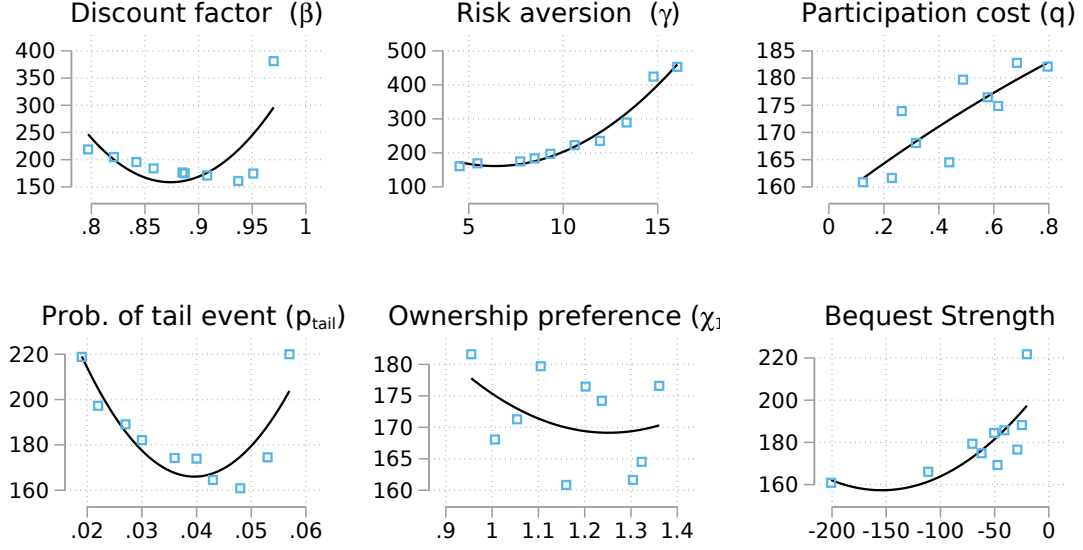 Discount factor (β)
400
350
300
250
200
150
.8 .85 .9 .95 1
Risk aversion (γ)
500
400
300
200
100
5 10 15
Participation cost (q)
185
180
175
170
165
160
0 .2 .4 .6 .8
Prob. of tail event (ptail)
220
200
180
160
.02 .03 .04 .05 .06
Ownership preference (χ1
180
175
170
165
160
.9 1 1.1 1.2 1.3 1.4
Bequest Strength
220
200
180
160
-200 -150 -100 -50 0